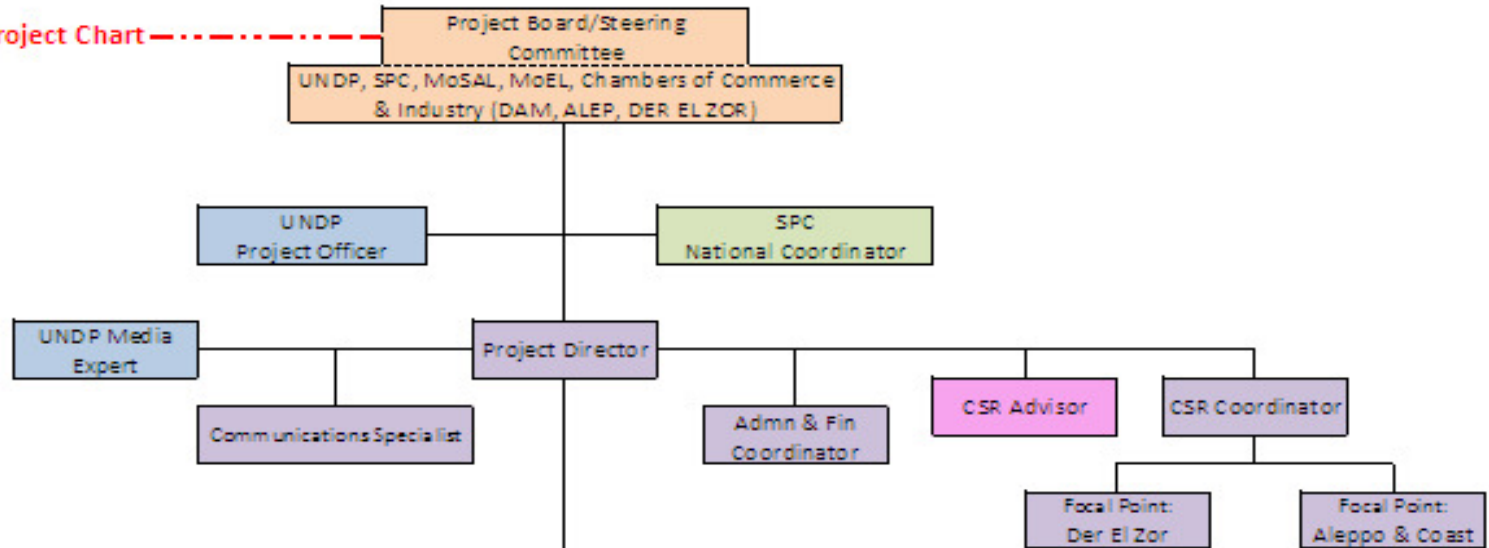 roject Chart
Project Board/Steering
Committee
UNDP, SPC, MoSAL, MoEL, Chambers of Commerce
& Industry (DAM, ALEP, DER EL ZOR)
UNDP
Project Officer
SPC
National Coordinator
UNDP Media
Expert
Project Director
Communications Specialist
Admn & Fin
Coordinator
CSR Advisor
CSR Coordinator
Focal Point:
Der El Zor
Focal Point:
Aleppo & Coast